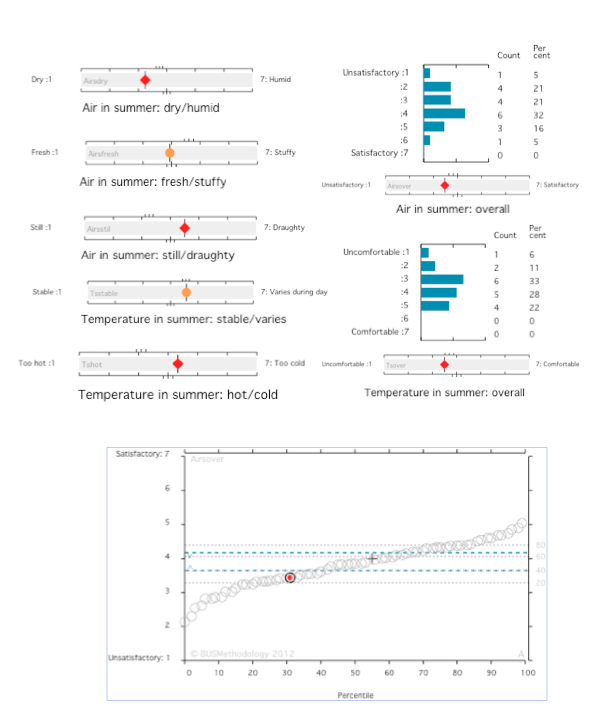 Dry :1
Airsdry
7: Humid
Air in summer: dry/humid
Fresh :1
Airsfresh
7: Stuffy
Air in summer: fresh/stuffy
Still :1
Airsstil
7: Draughty
Air in summer: still/draughty
Stable :1
Tsstable
7: Varies during day
Temperature in summer: stable/varies
Too hot :1
Tshot
7: Too cold
Temperature in summer: hot/cold
Count Per cent
Unsatisfactory :1 1 5
:2 4 21
:3 4 21
:4 6 32
:5 3 16
:6 1 5
Satisfactory :7 0 0
Unsatisfactory :1
Airsover
7: Satisfactory
Air in summer: overall
Count Per cent
Uncomfortable :1 1 6
:2 2 11
:3 6 33
:4 5 28
:5 4 22
:6 0 0
Comfortable :7 0 0
Uncomfortable :1
Tsover
7: Comfortable
Temperature in summer: overall
Satisfactory: 7
Airsover
6
5
4
3
2
Unsatisfactory: 1
80
60
40
20
© BUSMethodology 2012
A
0 10 20 30 40 50 60 70 80 90 100
Percentile